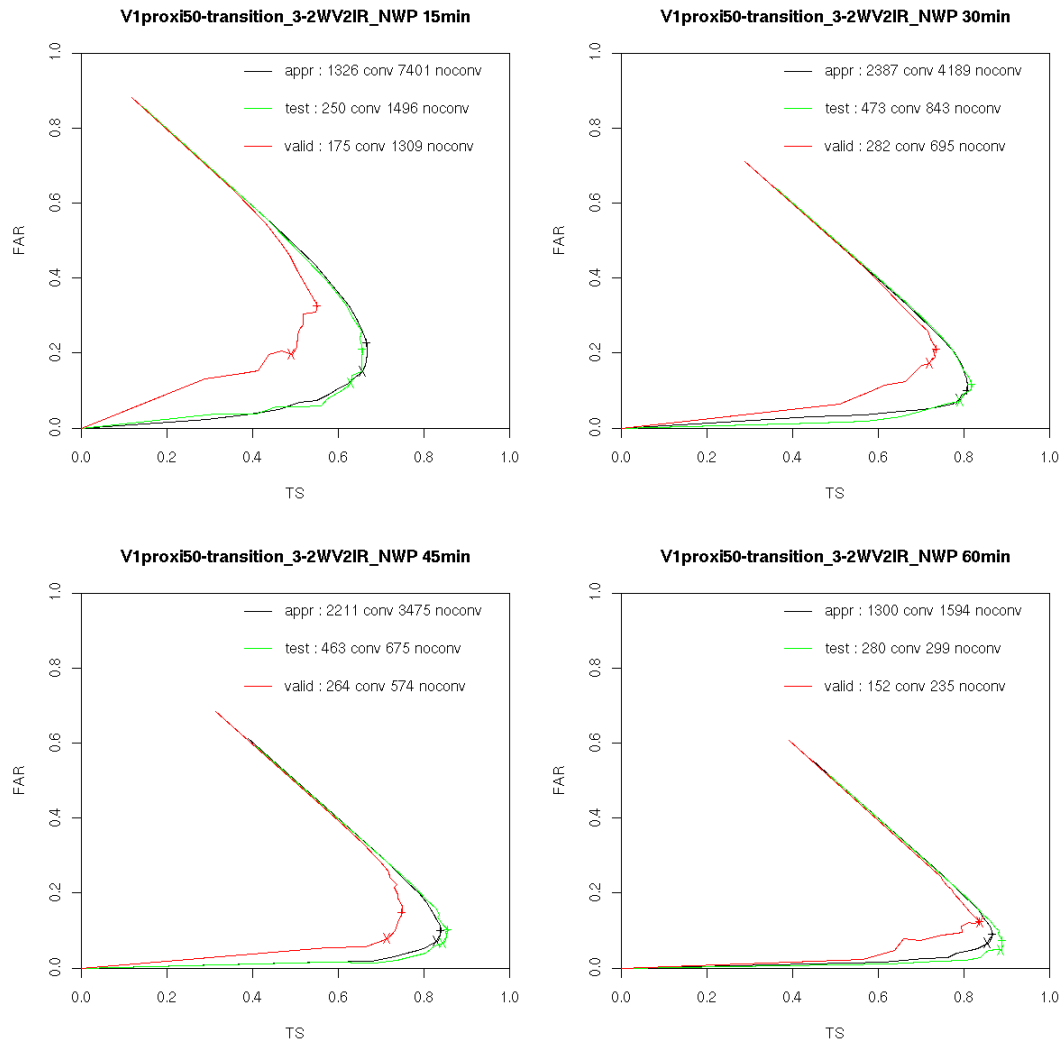 V1proxi50-transition_3-2WV2IR_NWP 15min
appr : 1326 conv 7401 noconv
test : 250 conv 1496 noconv
valid : 175 conv 1309 noconv
FAR
1.0
0.8
0.6
0.4
0.2
0.0
0.0 0.2 0.4 0.6 0.8 1.0
TS
V1proxi50-transition_3-2WV2IR_NWP 30min
appr : 2387 conv 4189 noconv
test : 473 conv 843 noconv
valid : 282 conv 695 noconv
FAR
1.0
0.8
0.6
0.4
0.2
0.0
0.0 0.2 0.4 0.6 0.8 1.0
TS
V1proxi50-transition_3-2WV2IR_NWP 45min
appr : 2211 conv 3475 noconv
test : 463 conv 675 noconv
valid : 264 conv 574 noconv
FAR
1.0
0.8
0.6
0.4
0.2
0.0
0.0 0.2 0.4 0.6 0.8 1.0
TS
V1proxi50-transition_3-2WV2IR_NWP 60min
appr : 1300 conv 1594 noconv
test : 280 conv 299 noconv
valid : 152 conv 235 noconv
FAR
1.0
0.8
0.6
0.4
0.2
0.0
0.0 0.2 0.4 0.6 0.8 1.0
TS